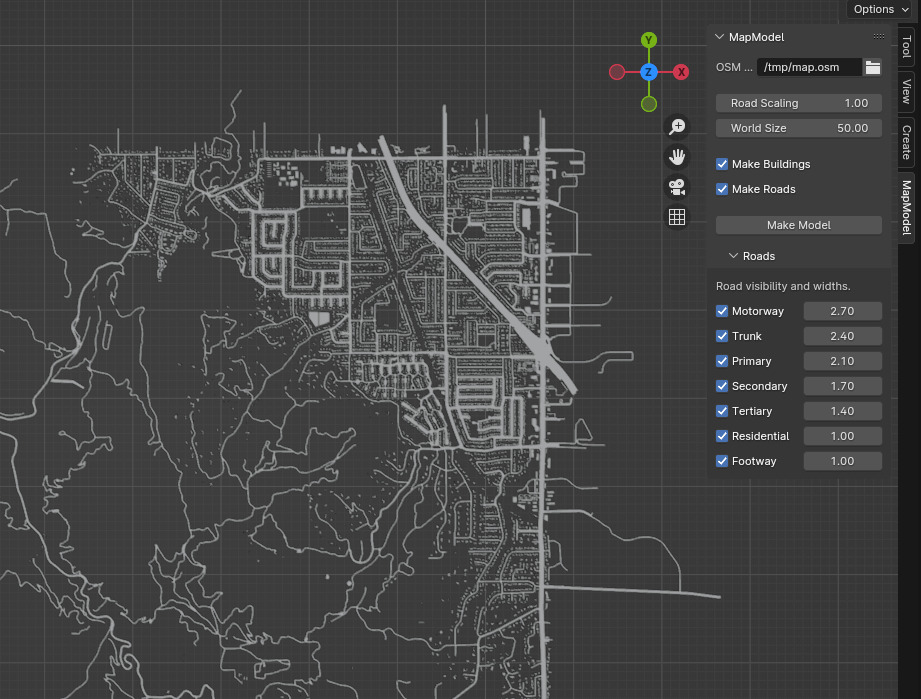 Options
MapModel
OSM ...
/tmp/map.osm
Road Scaling 1.00
World Size 50.00
Make Buildings
Make Roads
Make Model
Roads
Road visibility and widths.
Motorway 2.70
Trunk 2.40
Primary 2.10
Secondary 1.70
Tertiary 1.40
Residential 1.00
Footway 1.00
Tool
View
Create
MapModel
Y
Z
X